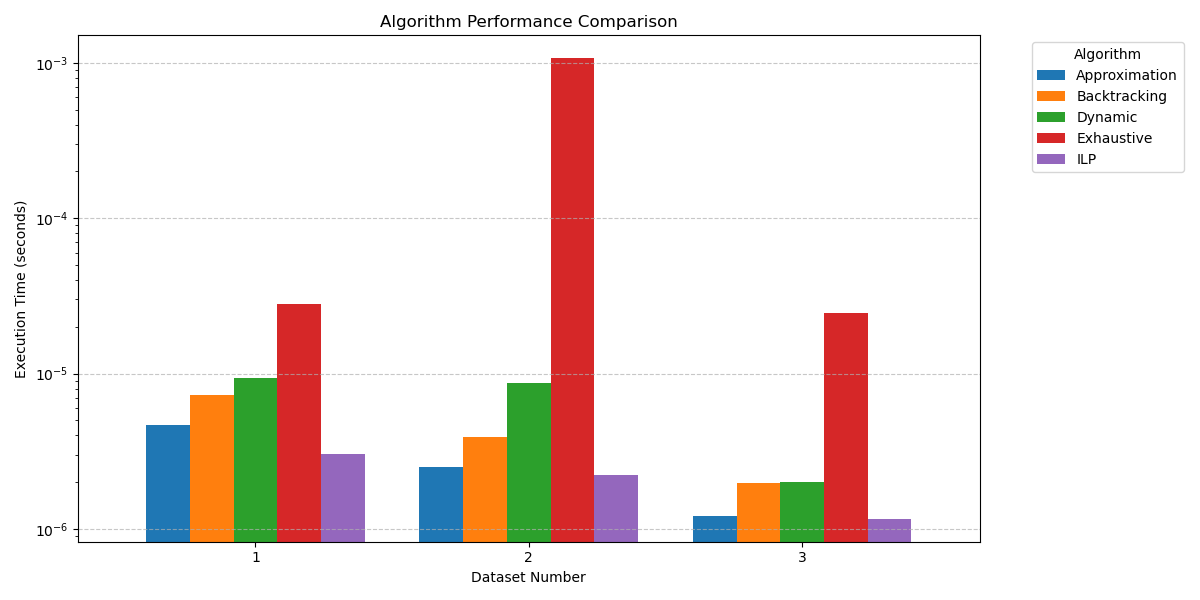 Algorithm Performance Comparison
Execution Time (seconds)
10⁻³
10⁻⁴
10⁻⁵
10⁻⁶
1
2
3
Dataset Number
Algorithm
Approximation
Backtracking
Dynamic
Exhaustive
ILP